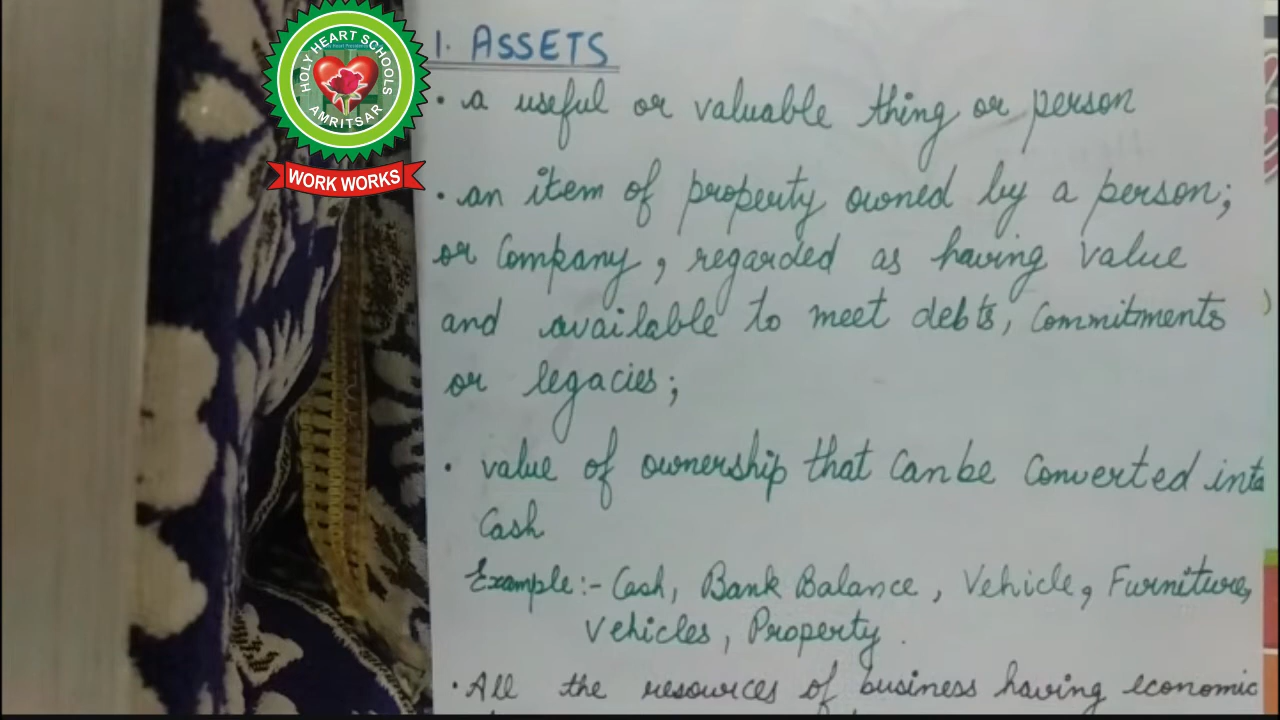 HOLY HEART SCHOOLS
AMRITSAR
WORK WORKS
1. ASSETS
• a useful or valuable thing or person
• an item of property owned by a person;
or Company, regarded as having value
and available to meet debts, Commitments
or legacies;
• value of ownership that Can be Converted into
Cash
Example:- Cash, Bank Balance, Vehicle, Furniture,
Vehicles, Property.
• All the resources of business having economic